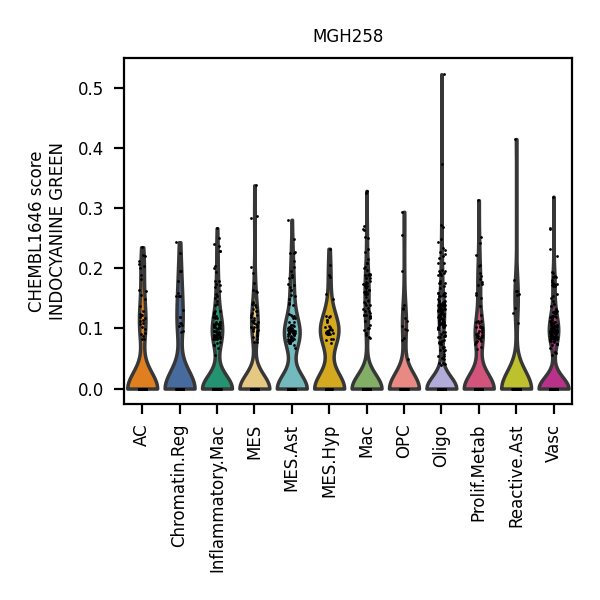 MGH258
CHEMBL1646 score
INDOCYANINE GREEN
0.5
0.4
0.3
0.2
0.1
0.0
AC
Chromatin.Reg
Inflammatory.Mac
MES
MES.Ast
MES.Hyp
Mac
OPC
Oligo
Prolif.Metab
Reactive.Ast
Vasc